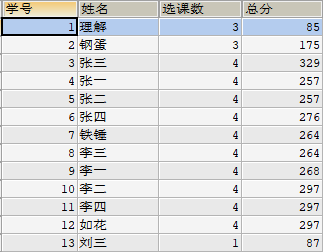 学号 姓名 选课数 总分
1 理解 3 85
2 钢蛋 3 175
3 张三 4 329
4 张一 4 257
5 张二 4 257
6 张四 4 276
7 铁锤 4 264
8 李三 4 264
9 李一 4 268
10 李二 4 297
11 李四 4 297
12 如花 4 297
13 刘三 1 87